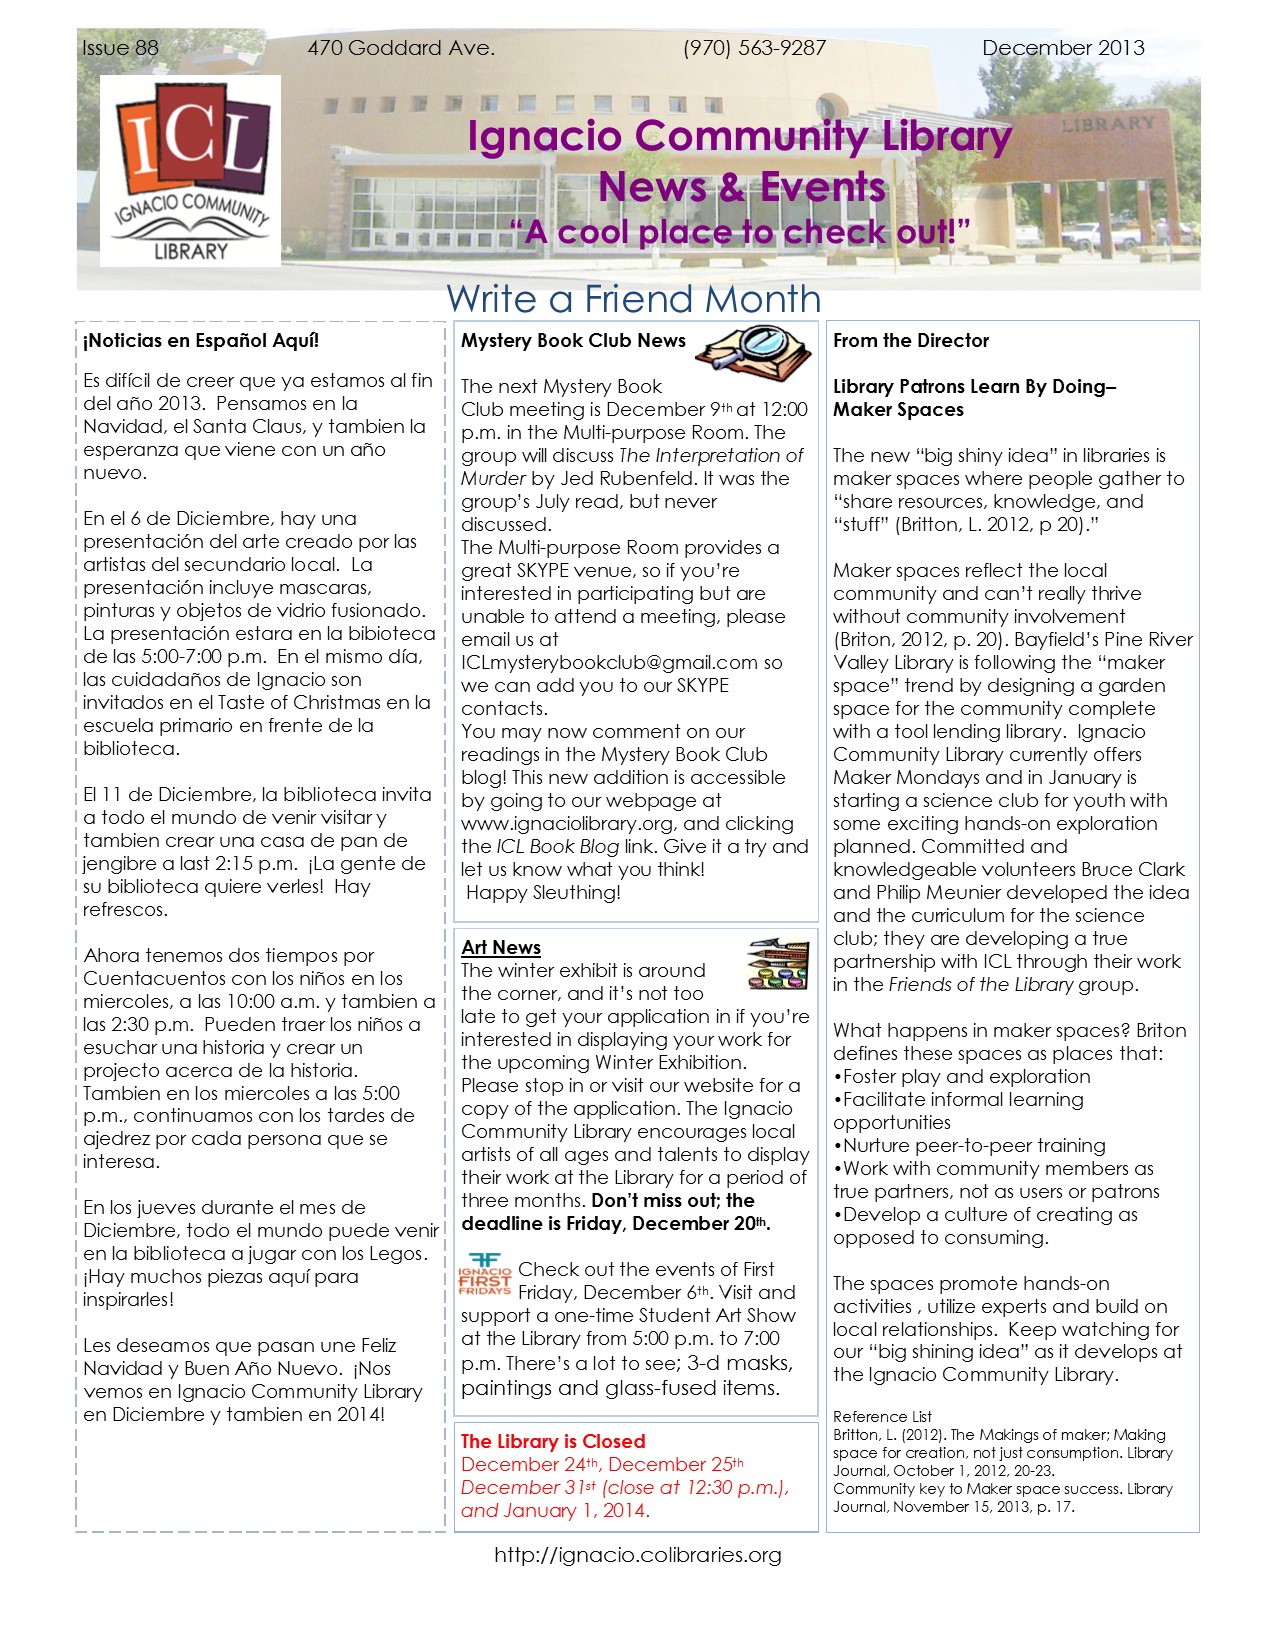 Issue 88 470 Goddard Ave. (970) 563-9287 December 2013
ICL
IGNACIO COMMUNITY
LIBRARY
LIBRARY
Ignacio Community Library
News & Events
“A cool place to check out!”
Write a Friend Month
¡Noticias en Español Aquí!
Es difícil de creer que ya estamos al fin
del año 2013.  Pensamos en la
Navidad, el Santa Claus, y tambien la
esperanza que viene con un año
nuevo.
En el 6 de Diciembre, hay una
presentación del arte creado por las
artistas del secundario local.  La
presentación incluye mascaras,
pinturas y objetos de vidrio fusionado.
La presentación estara en la bibioteca
de las 5:00-7:00 p.m.  En el mismo día,
las cuidadaños de Ignacio son
invitados en el Taste of Christmas en la
escuela primario en frente de la
biblioteca.
El 11 de Diciembre, la biblioteca invita
a todo el mundo de venir visitar y
tambien crear una casa de pan de
jengibre a last 2:15 p.m.  ¡La gente de
su biblioteca quiere verles!  Hay
refrescos.
Ahora tenemos dos tiempos por
Cuentacuentos con los niños en los
miercoles, a las 10:00 a.m. y tambien a
las 2:30 p.m.  Pueden traer los niños a
esuchar una historia y crear un
projecto acerca de la historia.
Tambien en los miercoles a las 5:00
p.m., continuamos con los tardes de
ajedrez por cada persona que se
interesa.
En los jueves durante el mes de
Diciembre, todo el mundo puede venir
en la biblioteca a jugar con los Legos.
¡Hay muchos piezas aquí para
inspirarles!
Les deseamos que pasan une Feliz
Navidad y Buen Año Nuevo.  ¡Nos
vemos en Ignacio Community Library
en Diciembre y tambien en 2014!
Mystery Book Club News
The next Mystery Book
Club meeting is December 9th at 12:00
p.m. in the Multi-purpose Room. The
group will discuss The Interpretation of
Murder by Jed Rubenfeld. It was the
group’s July read, but never
discussed.
The Multi-purpose Room provides a
great SKYPE venue, so if you’re
interested in participating but are
unable to attend a meeting, please
email us at
ICLmysterybookclub@gmail.com so
we can add you to our SKYPE
contacts.
You may now comment on our
readings in the Mystery Book Club
blog! This new addition is accessible
by going to our webpage at
www.ignaciolibrary.org, and clicking
the ICL Book Blog link. Give it a try and
let us know what you think!
Happy Sleuthing!
Art News
The winter exhibit is around
the corner, and it’s not too
late to get your application in if you’re
interested in displaying your work for
the upcoming Winter Exhibition.
Please stop in or visit our website for a
copy of the application. The Ignacio
Community Library encourages local
artists of all ages and talents to display
their work at the Library for a period of
three months. Don’t miss out; the
deadline is Friday, December 20th.
IGNACIO
FIRST
FRIDAYS
Check out the events of First
Friday, December 6th. Visit and
support a one-time Student Art Show
at the Library from 5:00 p.m. to 7:00
p.m. There’s a lot to see; 3-d masks,
paintings and glass-fused items.
The Library is Closed
December 24th, December 25th
December 31st (close at 12:30 p.m.),
and January 1, 2014.
From the Director
Library Patrons Learn By Doing–
Maker Spaces
The new “big shiny idea” in libraries is
maker spaces where people gather to
“share resources, knowledge, and
“stuff” (Britton, L. 2012, p 20).”
Maker spaces reflect the local
community and can’t really thrive
without community involvement
(Briton, 2012, p. 20). Bayfield’s Pine River
Valley Library is following the “maker
space” trend by designing a garden
space for the community complete
with a tool lending library.  Ignacio
Community Library currently offers
Maker Mondays and in January is
starting a science club for youth with
some exciting hands-on exploration
planned. Committed and
knowledgeable volunteers Bruce Clark
and Philip Meunier developed the idea
and the curriculum for the science
club; they are developing a true
partnership with ICL through their work
in the Friends of the Library group.
What happens in maker spaces? Briton
defines these spaces as places that:
•Foster play and exploration
•Facilitate informal learning
opportunities
•Nurture peer-to-peer training
•Work with community members as
true partners, not as users or patrons
•Develop a culture of creating as
opposed to consuming.
The spaces promote hands-on
activities , utilize experts and build on
local relationships.  Keep watching for
our “big shining idea” as it develops at
the Ignacio Community Library.
Reference List
Britton, L. (2012). The Makings of maker; Making
space for creation, not just consumption. Library
Journal, October 1, 2012, 20-23.
Community key to Maker space success. Library
Journal, November 15, 2013, p. 17.
http://ignacio.colibraries.org